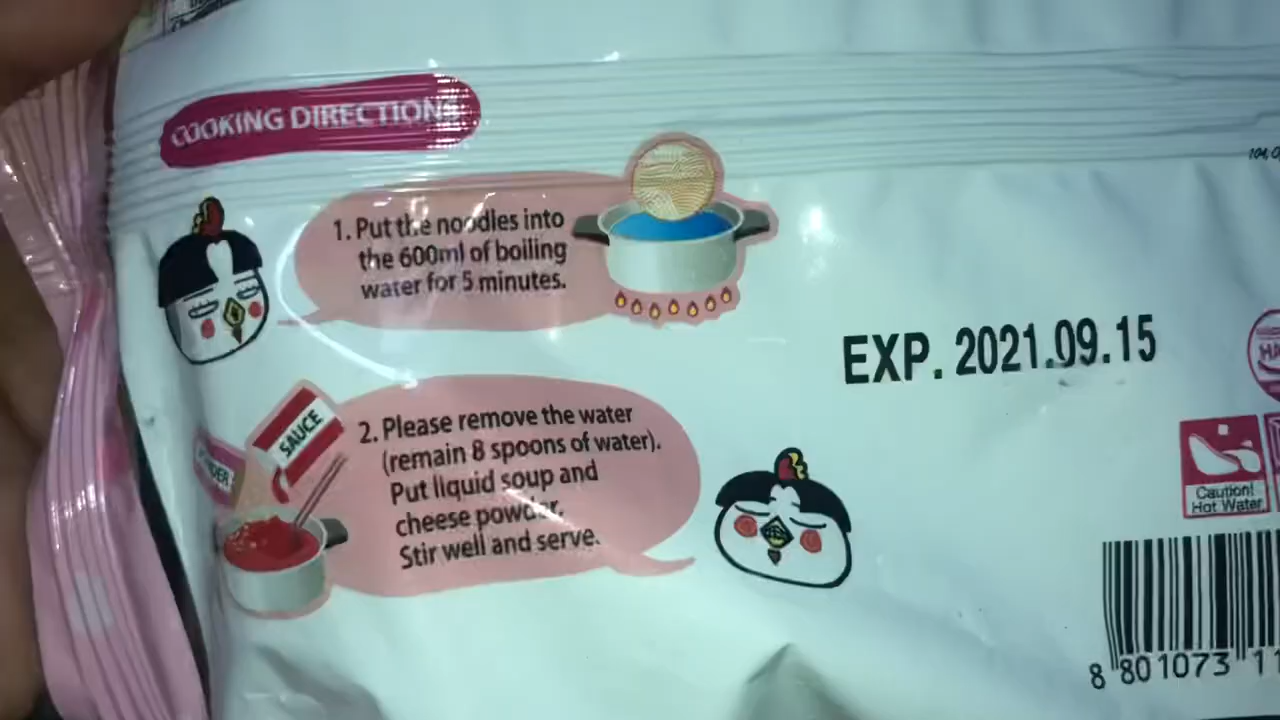 COOKING DIRECTIONS
1. Put the noodles into
the 600ml of boiling
water for 5 minutes.
EXP. 2021.09.15
SAUCE
2. Please remove the water
(remain 8 spoons of water).
Put liquid soup and
cheese powder.
Stir well and serve.
Caution!
Hot Water
8 801073 11